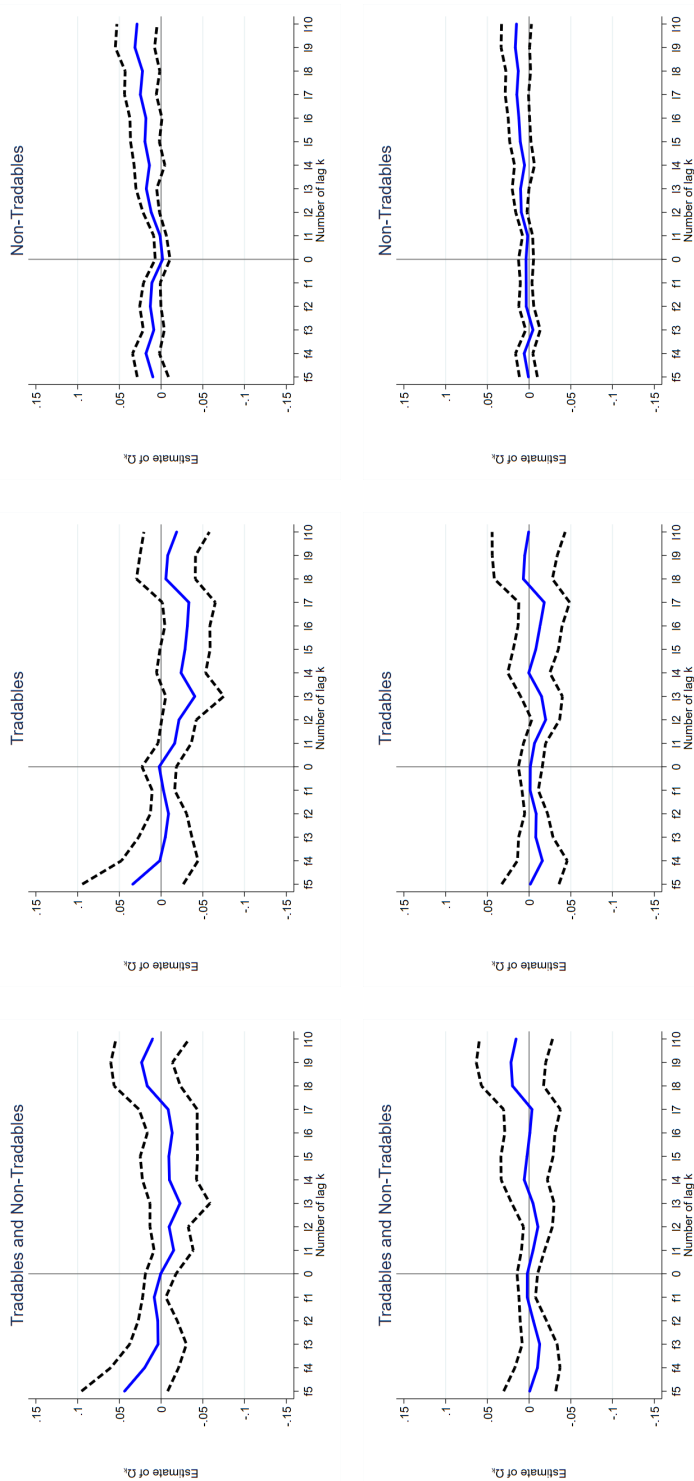 Tradables and Non-Tradables
Estimate of Ωk
.15
.1
.05
0
-.05
-.1
-.15
f5 f4 f3 f2 f1 0 l1 l2 l3 l4 l5 l6 l7 l8 l9 l10
Number of lag k
Tradables
Estimate of Ωk
.15
.1
.05
0
-.05
-.1
-.15
f5 f4 f3 f2 f1 0 l1 l2 l3 l4 l5 l6 l7 l8 l9 l10
Number of lag k
Non-Tradables
Estimate of Ωk
.15
.1
.05
0
-.05
-.1
-.15
f5 f4 f3 f2 f1 0 l1 l2 l3 l4 l5 l6 l7 l8 l9 l10
Number of lag k
Tradables and Non-Tradables
Estimate of Ωk
.15
.1
.05
0
-.05
-.1
-.15
f5 f4 f3 f2 f1 0 l1 l2 l3 l4 l5 l6 l7 l8 l9 l10
Number of lag k
Tradables
Estimate of Ωk
.15
.1
.05
0
-.05
-.1
-.15
f5 f4 f3 f2 f1 0 l1 l2 l3 l4 l5 l6 l7 l8 l9 l10
Number of lag k
Non-Tradables
Estimate of Ωk
.15
.1
.05
0
-.05
-.1
-.15
f5 f4 f3 f2 f1 0 l1 l2 l3 l4 l5 l6 l7 l8 l9 l10
Number of lag k